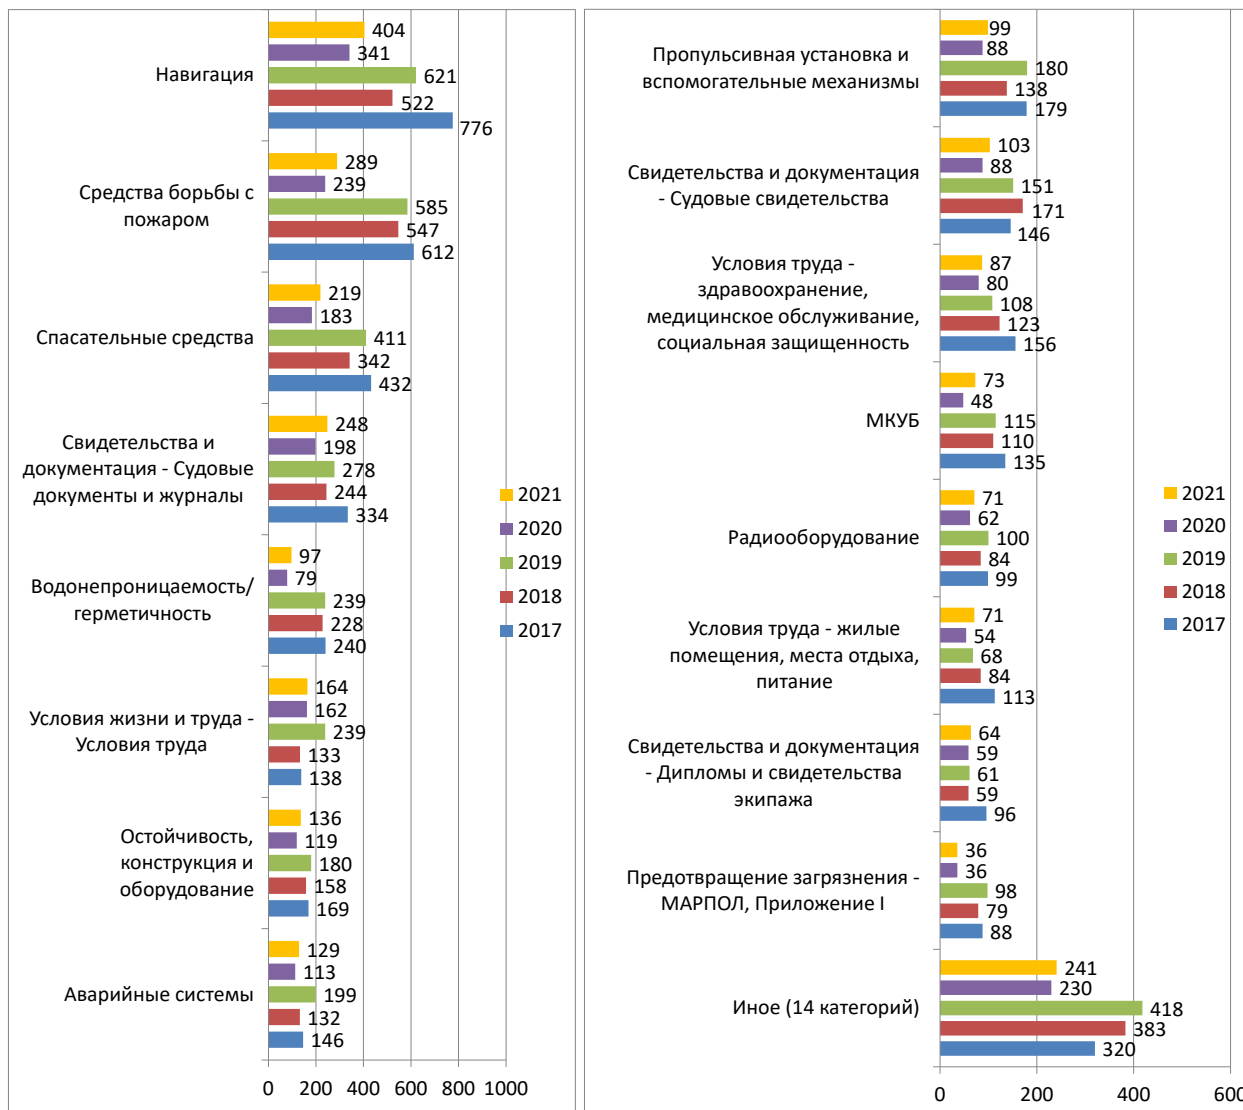 Навигация
404
341
621
522
776
Средства борьбы с
пожаром
289
239
585
547
612
Спасательные средства
219
183
411
342
432
Свидетельства и
документация - Судовые
документы и журналы
248
198
278
244
334
Водонепроницаемость/
герметичность
97
79
239
228
240
Условия жизни и труда -
Условия труда
164
162
239
133
138
Остойчивость,
конструкция и
оборудование
136
119
180
158
169
Аварийные системы
129
113
199
132
146
0 200 400 600 800 1000
2021
2020
2019
2018
2017
Пропульсивная установка и
вспомогательные механизмы
99
88
180
138
179
Свидетельства и документация
- Судовые свидетельства
103
88
151
171
146
Условия труда -
здравоохранение,
медицинское обслуживание,
социальная защищенность
87
80
108
123
156
МКУБ
73
48
115
110
135
Радиооборудование
71
62
100
84
99
Условия труда - жилые
помещения, места отдыха,
питание
71
54
68
84
113
Свидетельства и документация
- Дипломы и свидетельства
экипажа
64
59
61
59
96
Предотвращение загрязнения -
МАРПОЛ, Приложение I
36
36
98
79
88
Иное (14 категорий)
241
230
418
383
320
0 200 400 600
2021
2020
2019
2018
2017